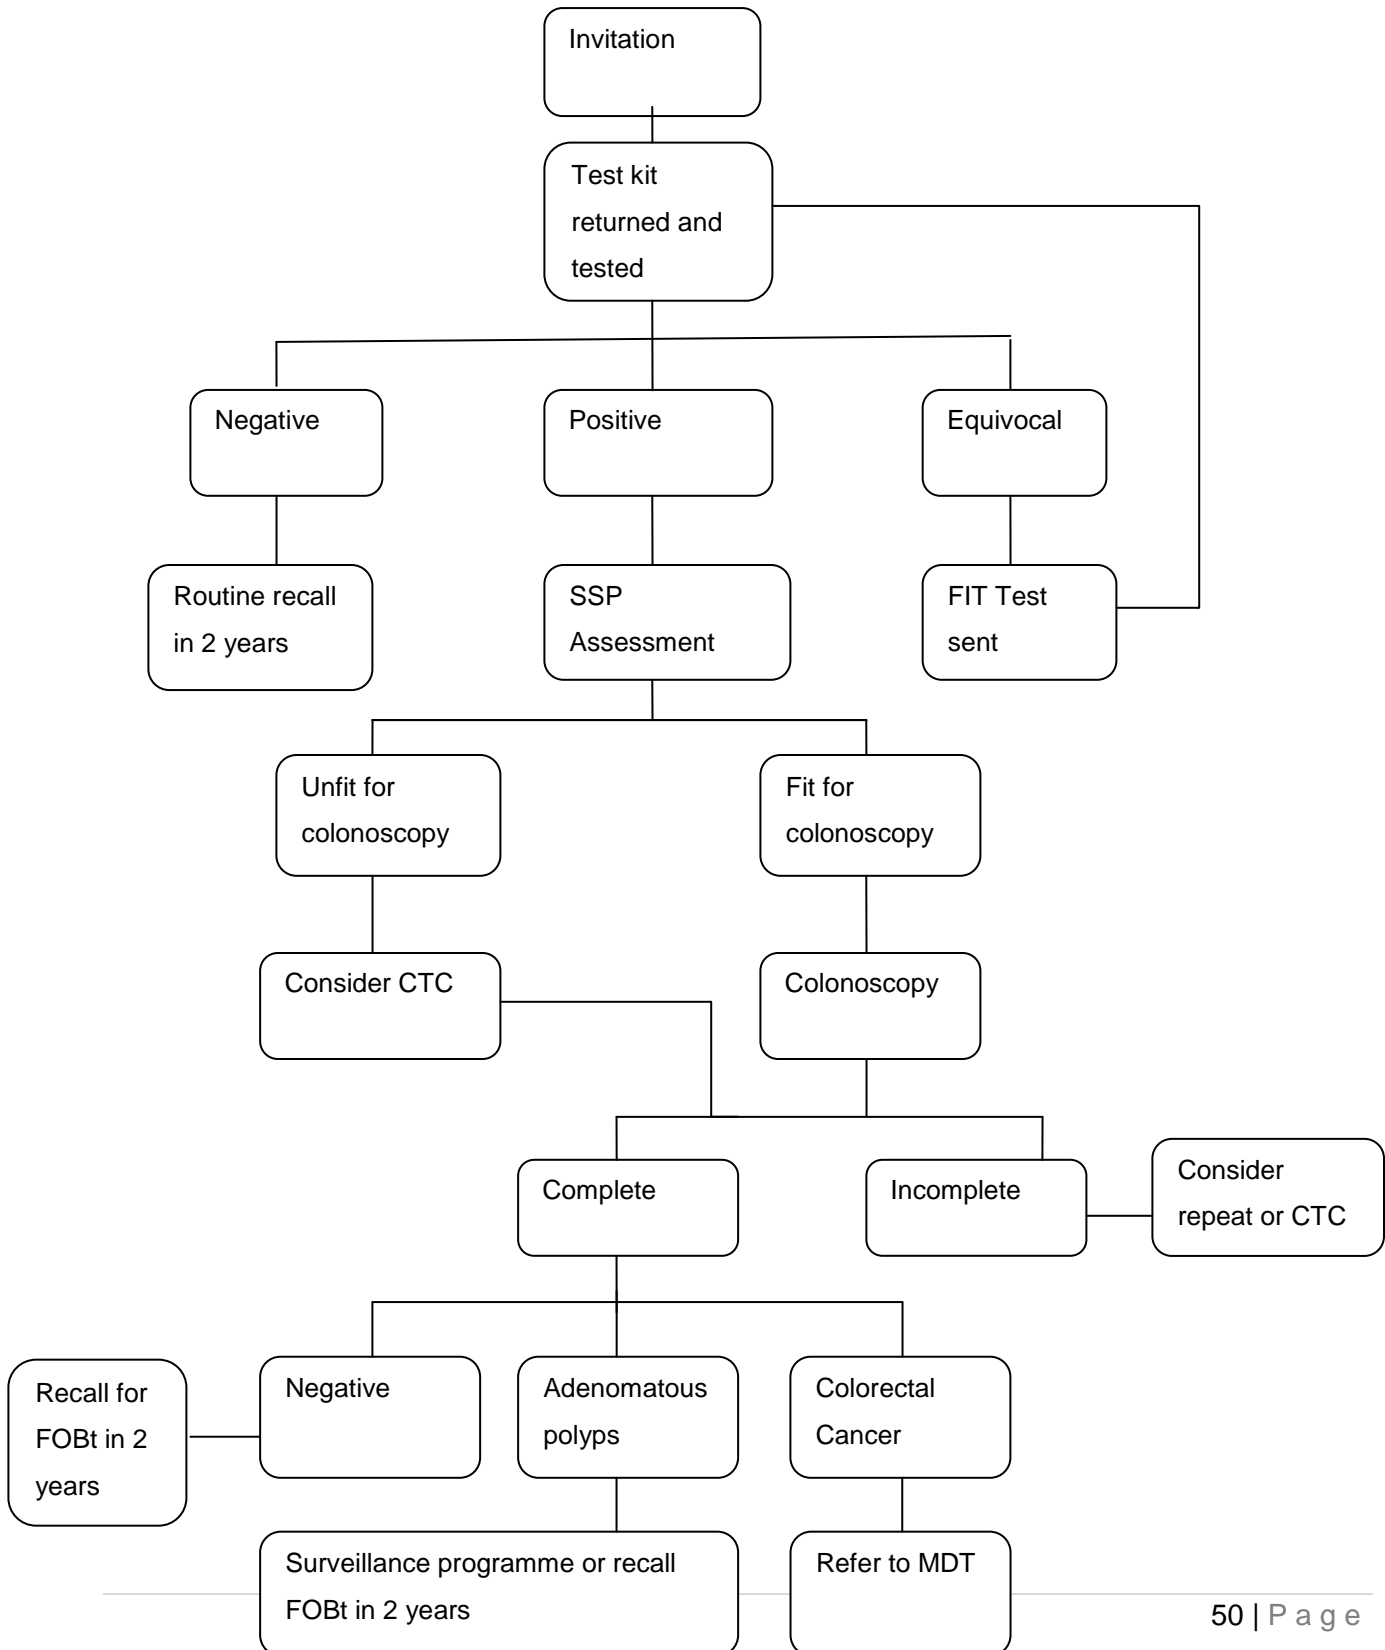 Invitation
Test kit
returned and
tested
Negative
Positive
Equivocal
Routine recall
in 2 years
SSP
Assessment
FIT Test
sent
Unfit for
colonoscopy
Fit for
colonoscopy
Consider CTC
Colonoscopy
Complete
Incomplete
Consider
repeat or CTC
Recall for
FOBt in 2
years
Negative
Adenomatous
polyps
Colorectal
Cancer
Surveillance programme or recall
FOBt in 2 years
Refer to MDT
50 | P a g e